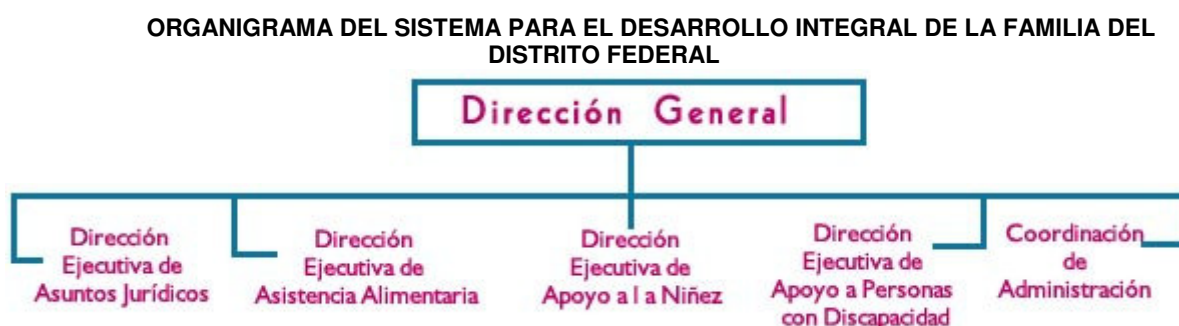 ORGANIGRAMA DEL SISTEMA PARA EL DESARROLLO INTEGRAL DE LA FAMILIA DEL
DISTRITO FEDERAL
Dirección General
Dirección
Ejecutiva de
Asuntos Jurídicos
Dirección
Ejecutiva de
Asistencia Alimentaria
Dirección
Ejecutiva de
Apoyo a l a Niñez
Dirección
Ejecutiva de
Apoyo a Personas
con Discapacidad
Coordinación
de
Administración